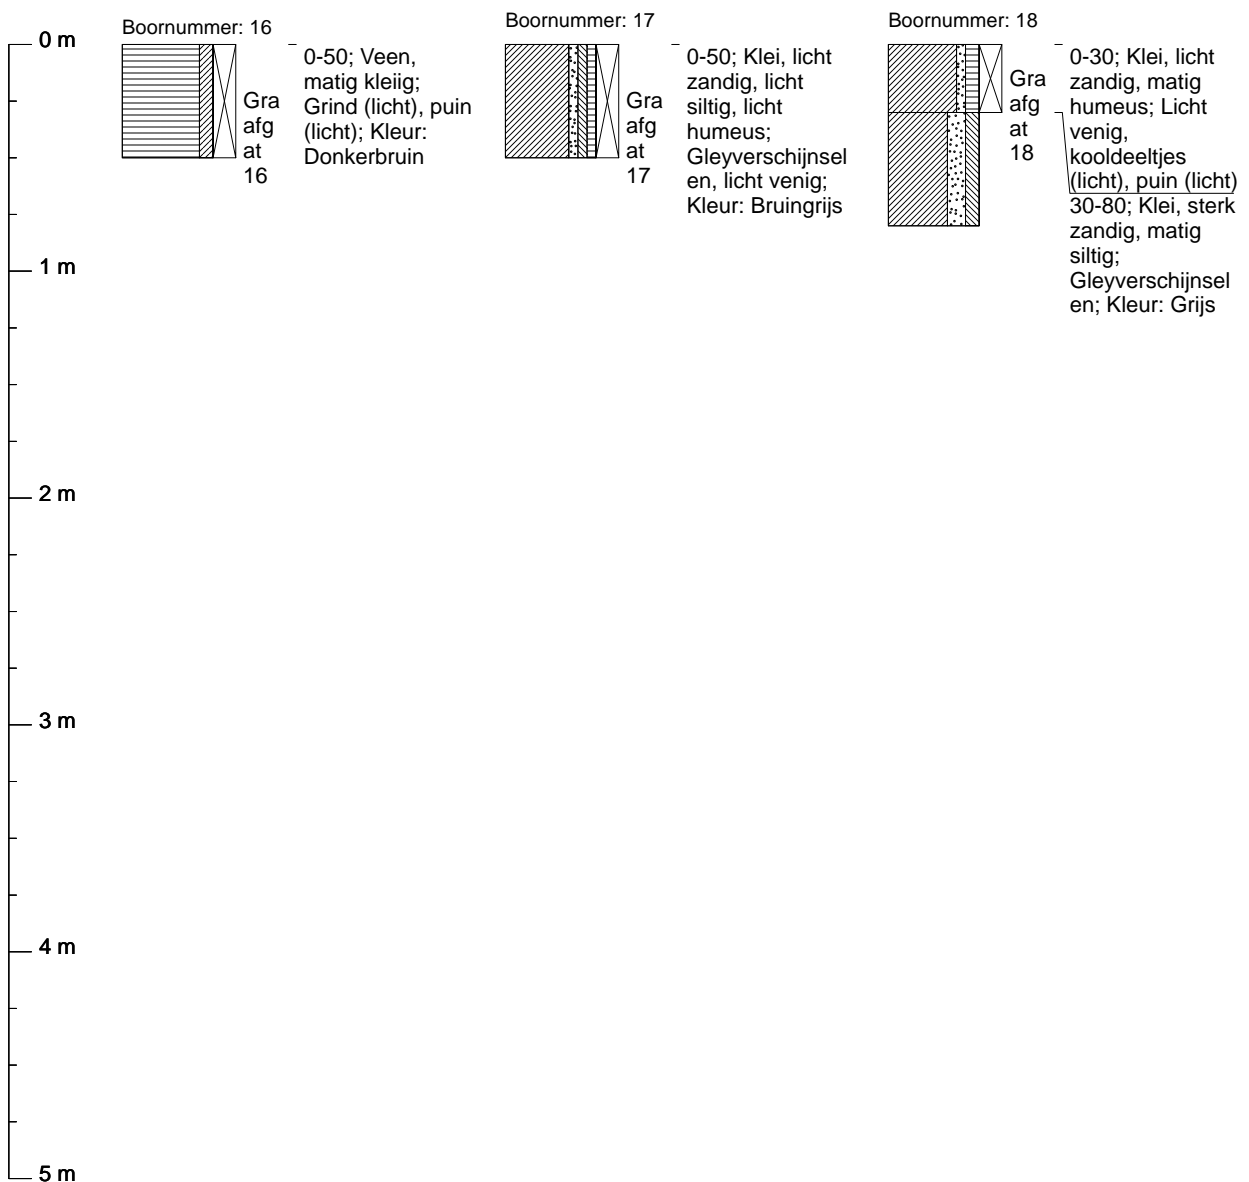 Boornummer: 16
0-50; Veen,
matig kleiig;
Grind (licht), puin
(licht); Kleur:
Donkerbruin
Gra
afg
at
16
Boornummer: 17
0-50; Klei, licht
zandig, licht
siltig, licht
humeus;
Gleyverschijnsel
en, licht venig;
Kleur: Bruingrijs
Gra
afg
at
17
Boornummer: 18
0-30; Klei, licht
zandig, matig
humeus; Licht
venig,
kooldeeltjes
(licht), puin (licht)
30-80; Klei, sterk
zandig, matig
siltig;
Gleyverschijnsel
en; Kleur: Grijs
Gra
afg
at
18
0 m
1 m
2 m
3 m
4 m
5 m